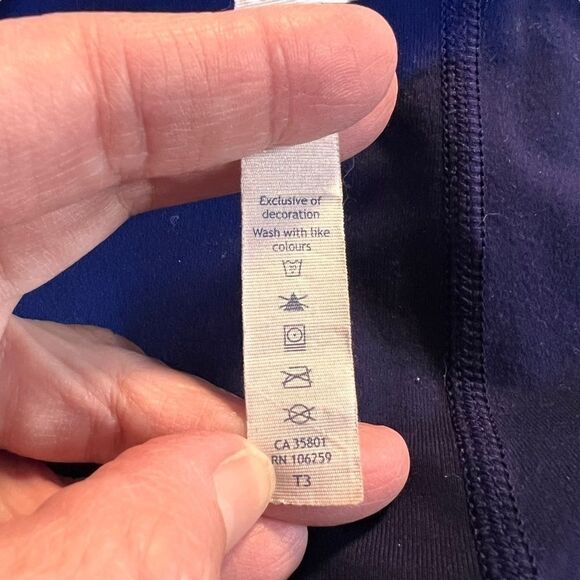 Exclusive of
decoration
Wash with like
colours
CA 35801
RN 106259
T3